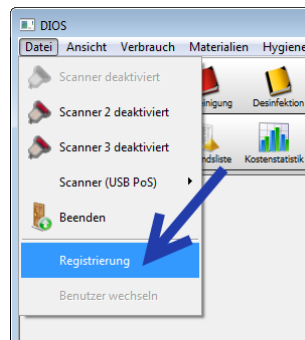 DIOS
Datei Ansicht Verbrauch Materialien Hygiene
Scanner deaktiviert
Scanner 2 deaktiviert
Scanner 3 deaktiviert
Scanner (USB PoS)
Beenden
Registrierung
Benutzer wechseln
Desinfektion
Kostenstatistik